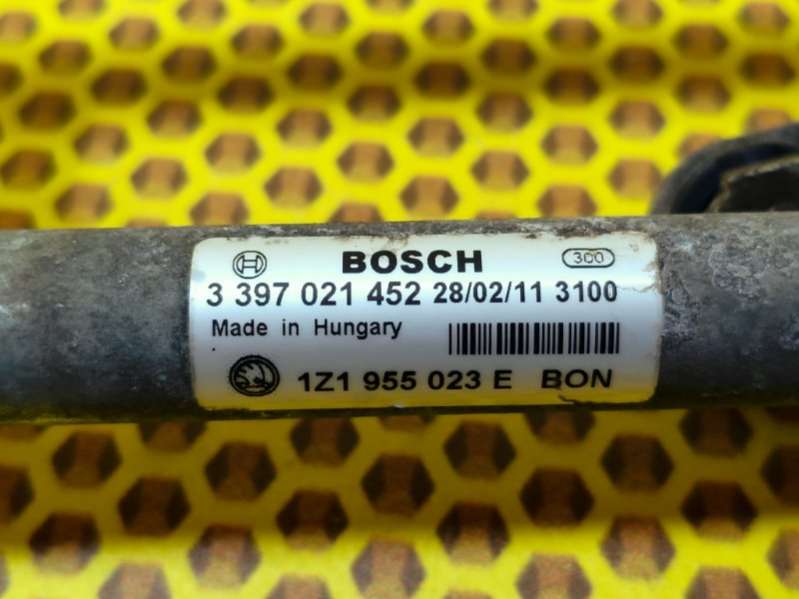 BOSCH 300
3 397 021 452 28/02/11 3100
Made in Hungary
1Z1 955 023 E BON